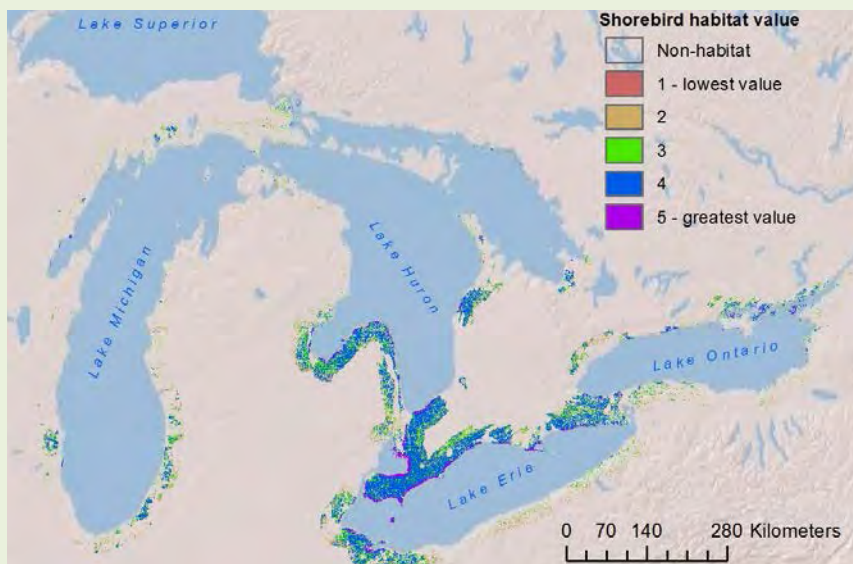 Lake Superior
Shorebird habitat value
Non-habitat
1 - lowest value
2
3
4
5 - greatest value
Lake Michigan
Lake Huron
Lake Ontario
Lake Erie
0 70 140 280 Kilometers